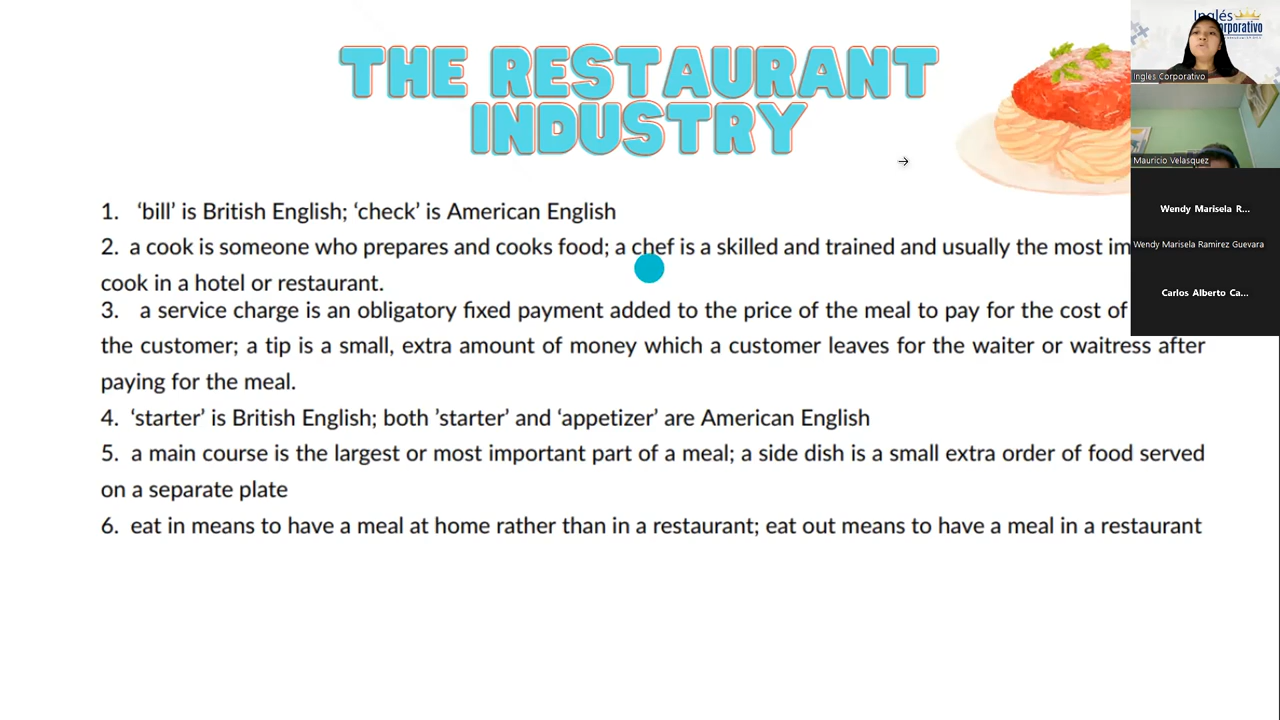 THE RESTAURANT
INDUSTRY
1. ‘bill’ is British English; ‘check’ is American English
2. a cook is someone who prepares and cooks food; a chef is a skilled and trained and usually the most
cook in a hotel or restaurant.
3. a service charge is an obligatory fixed payment added to the price of the meal to pay for the cost of
the customer; a tip is a small, extra amount of money which a customer leaves for the waiter or waitress after
paying for the meal.
4. ‘starter’ is British English; both ’starter’ and ‘appetizer’ are American English
5. a main course is the largest or most important part of a meal; a side dish is a small extra order of food served
on a separate plate
6. eat in means to have a meal at home rather than in a restaurant; eat out means to have a meal in a restaurant
Inglés
Corporativo
Ingles Corporativo
Mauricio Velasquez
Wendy Marisela R...
Wendy Marisela Ramirez Guevara
Carlos Alberto Ca...